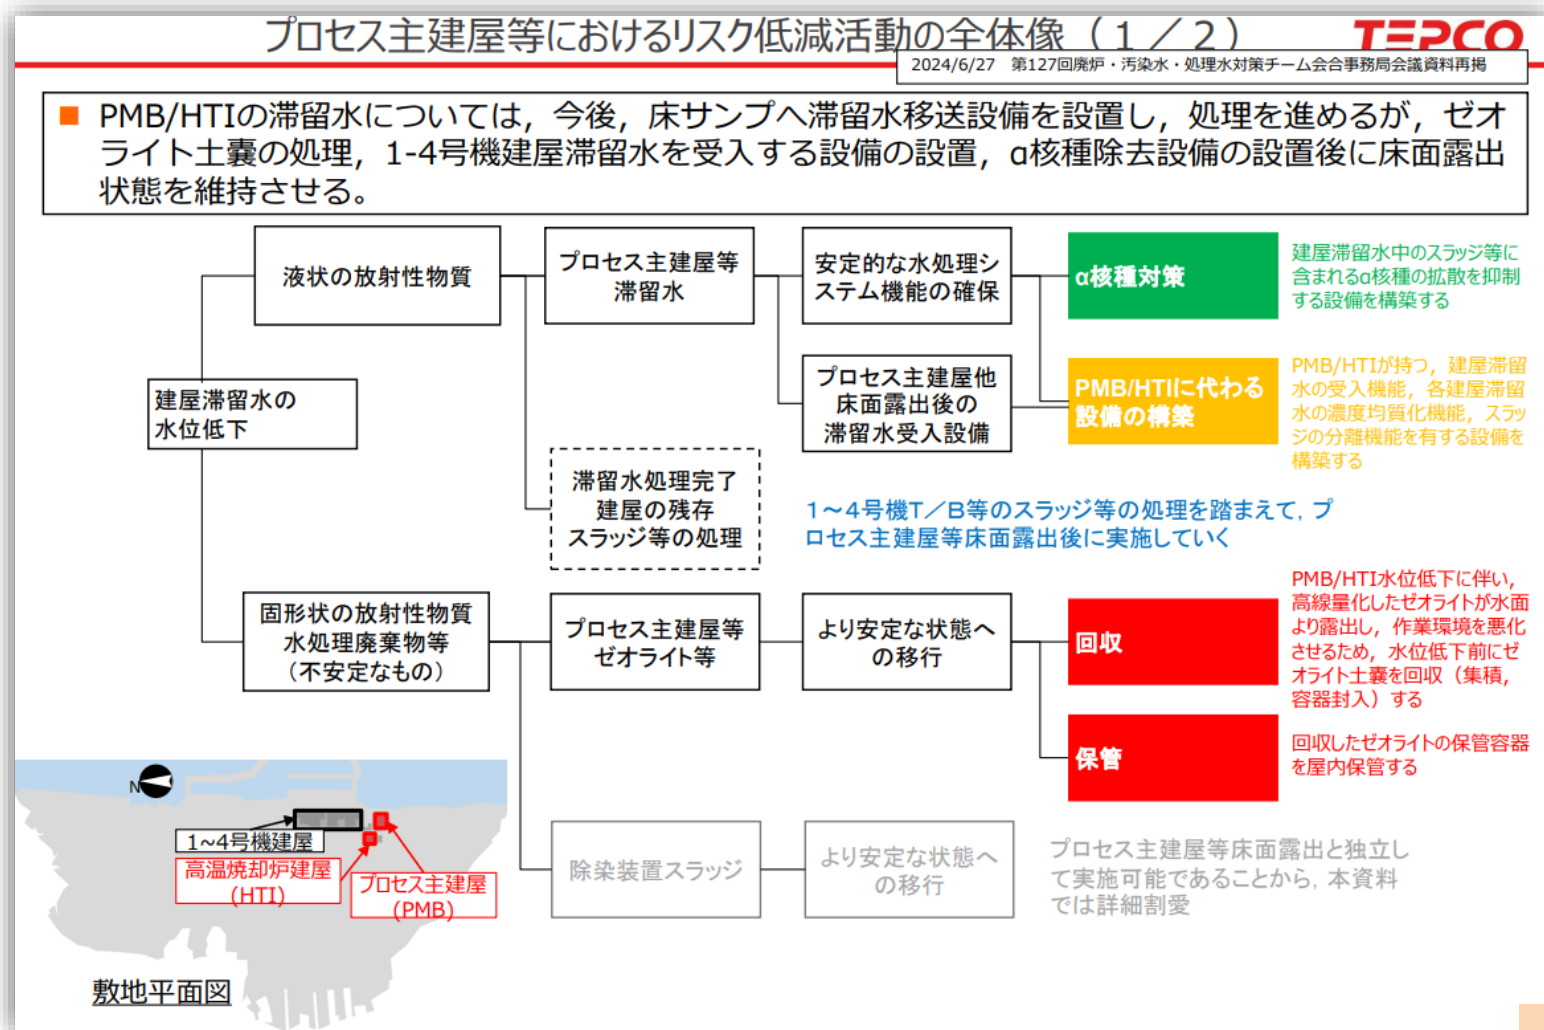 プロセス主建屋等におけるリスク低減活動の全体像（１／２）
TEPCO
2024/6/27　第127回廃炉・汚染水・処理水対策チーム会合事務局会議資料再掲
■ PMB/HTIの滞留水については，今後，床サンプへ滞留水移送設備を設置し，処理を進めるが，ゼオ
ライト土嚢の処理，1-4号機建屋滞留水を受入する設備の設置，α核種除去設備の設置後に床面露出
状態を維持させる。
建屋滞留水の
水位低下
液状の放射性物質
プロセス主建屋等
滞留水
安定的な水処理シ
ステム機能の確保
α核種対策
建屋滞留水中のスラッジ等に
含まれるα核種の拡散を抑制
する設備を構築する
プロセス主建屋他
床面露出後の
滞留水受入設備
PMB/HTIに代わる
設備の構築
PMB/HTIが持つ，建屋滞留
水の受入機能，各建屋滞留
水の濃度均質化機能，スラッ
ジの分離機能を有する設備を
構築する
滞留水処理完了
建屋の残存
スラッジ等の処理
１～４号機T／B等のスラッジ等の処理を踏まえて，プ
ロセス主建屋等床面露出後に実施していく
固形状の放射性物質
水処理廃棄物等
（不安定なもの）
プロセス主建屋等
ゼオライト等
より安定な状態へ
の移行
回収
PMB/HTI水位低下に伴い，
高線量化したゼオライトが水面
より露出し，作業環境を悪化
させるため，水位低下前にゼ
オライト土嚢を回収（集積，
容器封入）する
保管
回収したゼオライトの保管容器
を屋内保管する
除染装置スラッジ
より安定な状態へ
の移行
プロセス主建屋等床面露出と独立し
て実施可能であることから，本資料
では詳細割愛
N
1~4号機建屋
高温焼却炉建屋
(HTI)
プロセス主建屋
(PMB)
敷地平面図